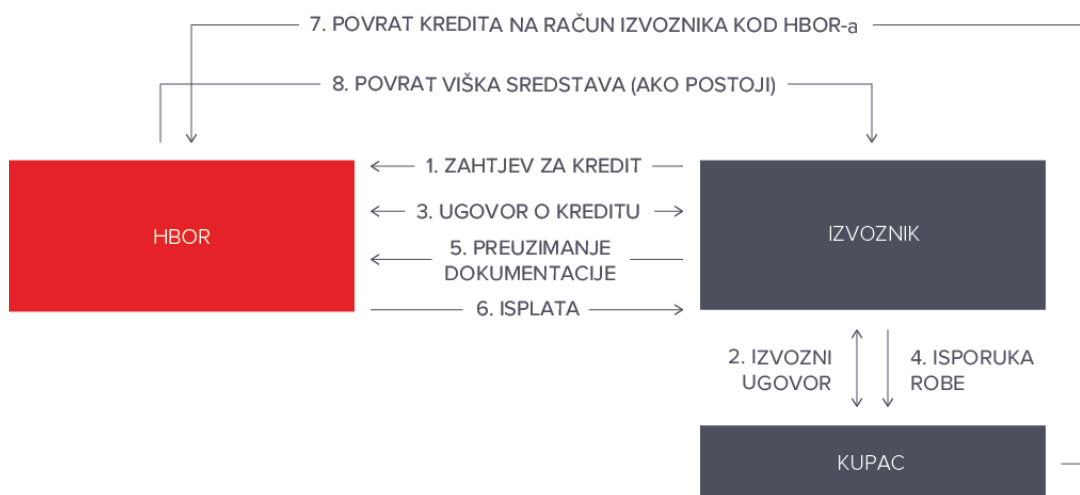 7. POVRAT KREDITA NA RAČUN IZVOZNIKA KOD HBOR-a
8. POVRAT VIŠKA SREDSTAVA (AKO POSTOJI)
HBOR
1. ZAHTJEV ZA KREDIT
3. UGOVOR O KREDITU
5. PREUZIMANJE
DOKUMENTACIJE
6. ISPLATA
IZVOZNIK
2. IZVOZNI
UGOVOR
4. ISPORUKA
ROBE
KUPAC